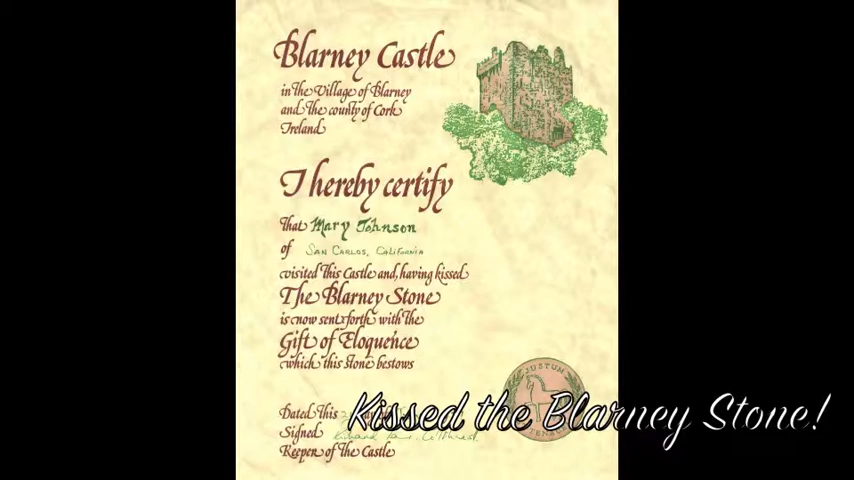 Blarney Castle
in the Village of Blarney
and the county of Cork
Ireland
I hereby certify
That Mary Johnson
of San Carlos, California
visited this Castle and, having kissed
The Blarney Stone
is now sent forth with the
Gift of Eloquence
which this stone bestows
JUSTUM
Dated This
Kissed the Blarney Stone!
Signed
Keeper of the Castle